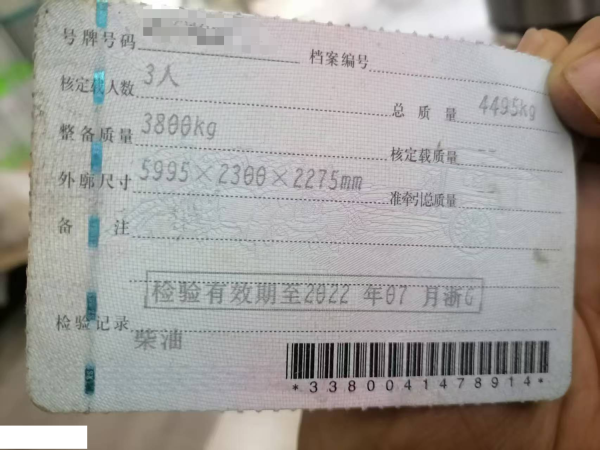 号牌号码
档案编号
核定载人数 3人 总质量 4495kg
整备质量 3800kg 核定载质量 --
外廓尺寸 5995×2300×2275mm 准牵引总质量 --
备注
检验有效期至2022年07月浙G
检验记录
柴油
*3380041478914*